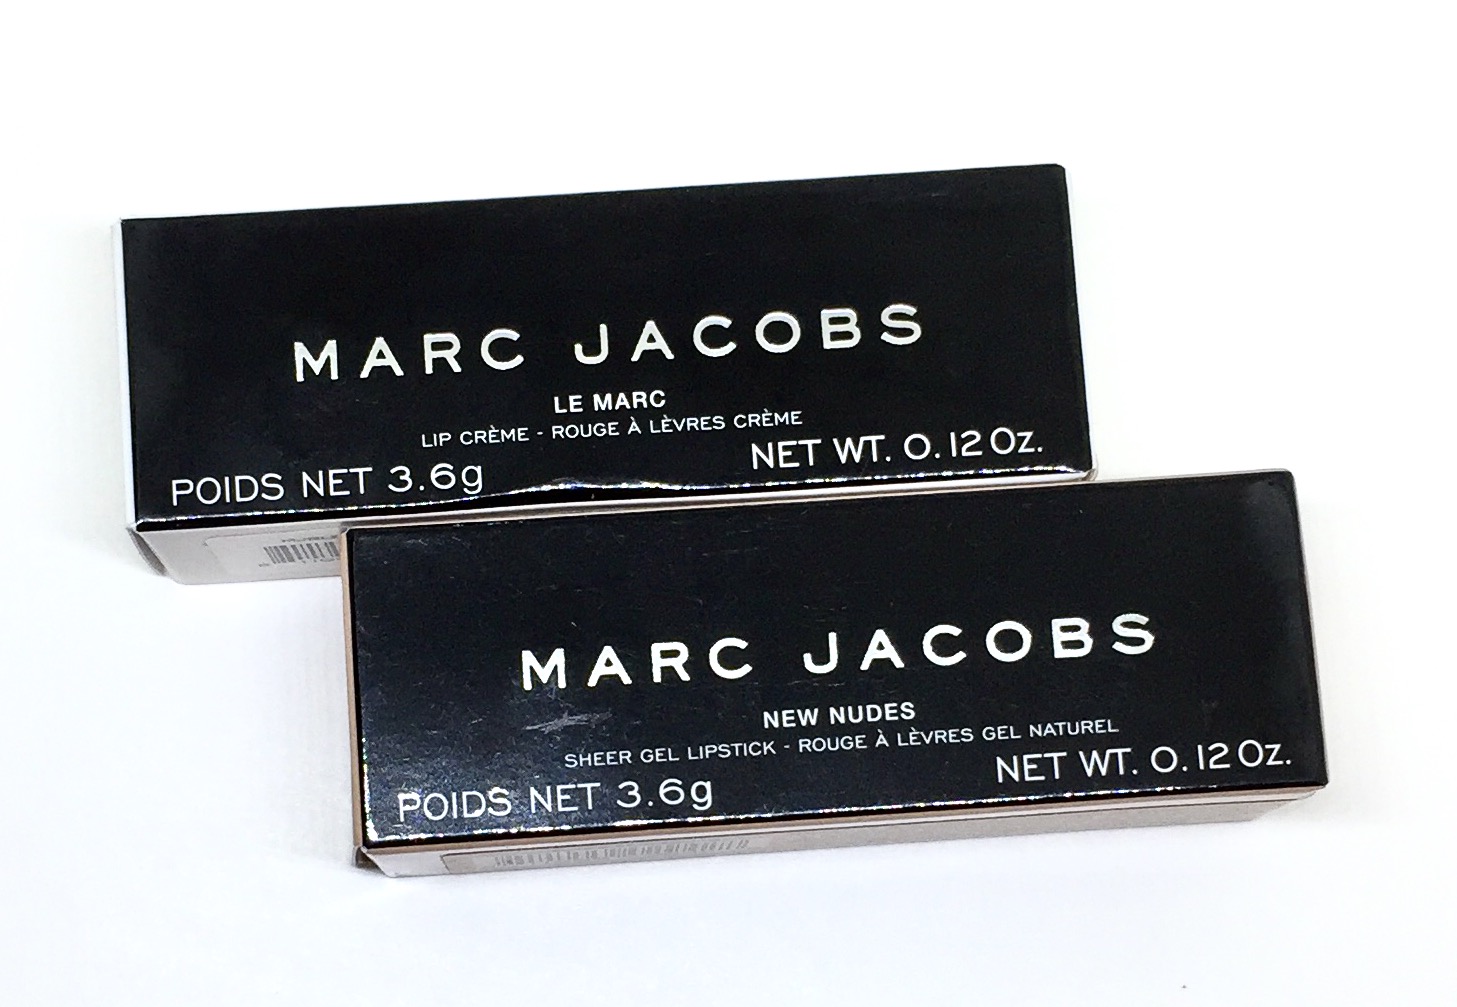 MARC JACOBS
LE MARC
LIP CRÈME - ROUGE À LÈVRES CRÈME
POIDS NET 3.6g NET WT. 0.12 Oz.
MARC JACOBS
NEW NUDES
SHEER GEL LIPSTICK - ROUGE À LÈVRES GEL NATUREL
POIDS NET 3.6g NET WT. 0.12 Oz.